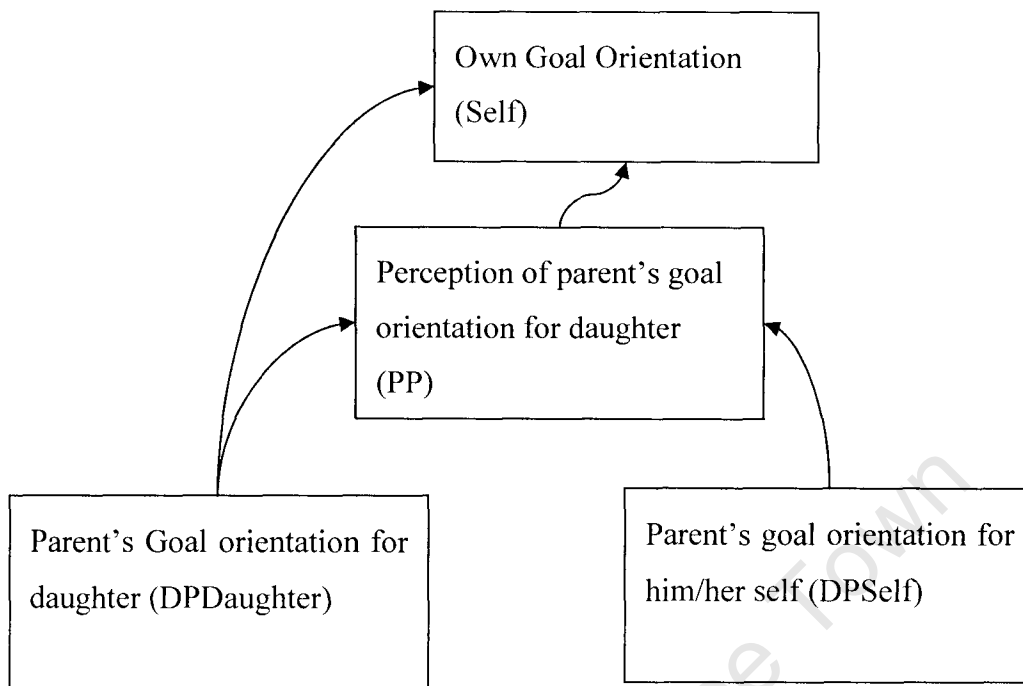 Own Goal Orientation
(Self)
Perception of parent's goal
orientation for daughter
(PP)
Parent's Goal orientation for
daughter (DPDaughter)
Parent's goal orientation for
him/her self (DPSelf)
e Town